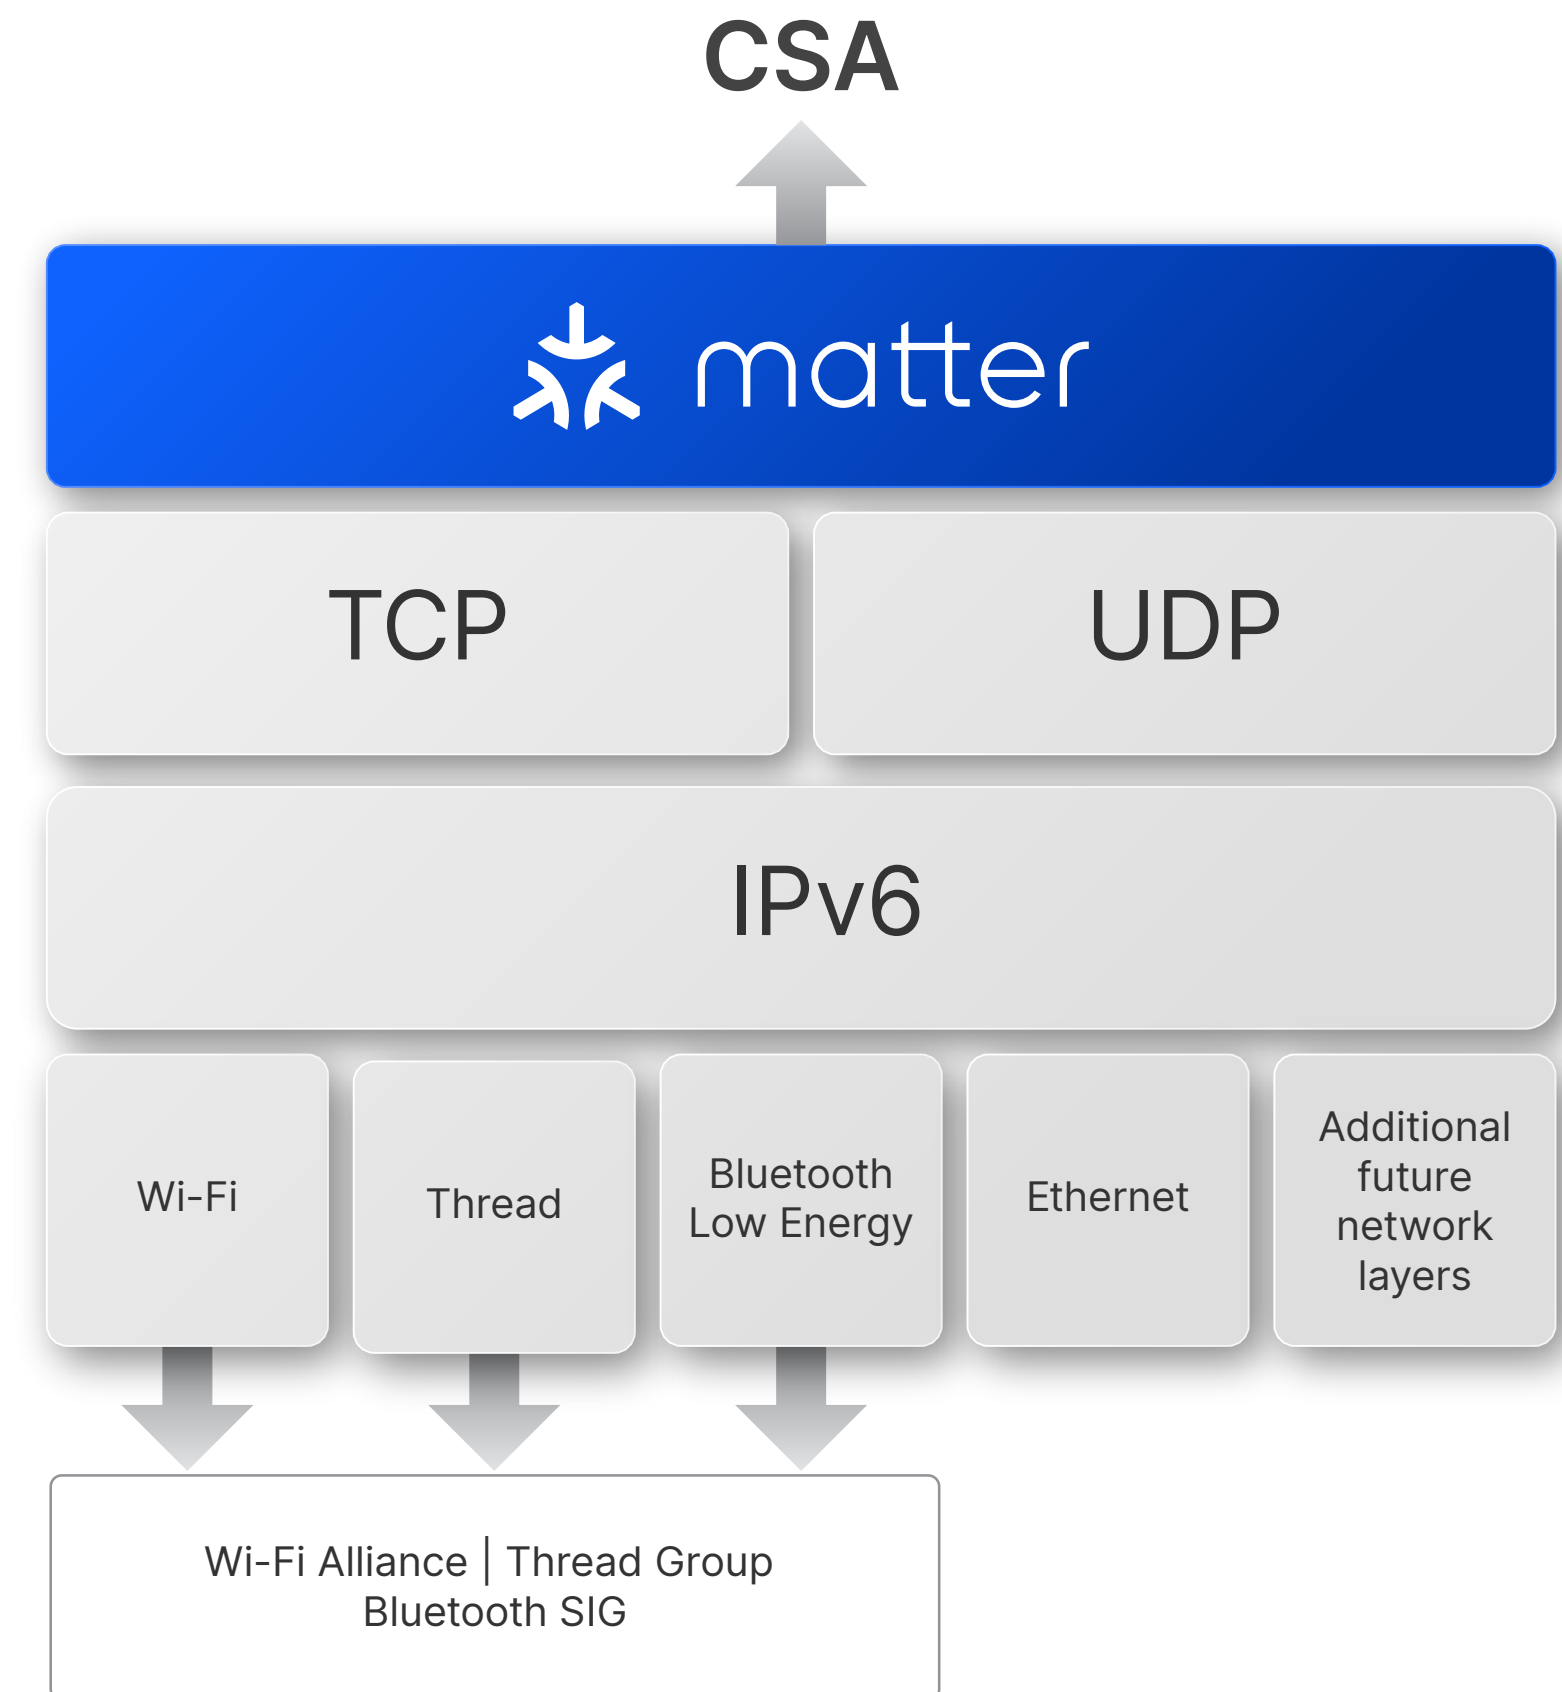 CSA
matter
TCP
UDP
IPv6
Wi-Fi
Thread
Bluetooth
Low Energy
Ethernet
Additional
future
network
layers
Wi-Fi Alliance | Thread Group
Bluetooth SIG